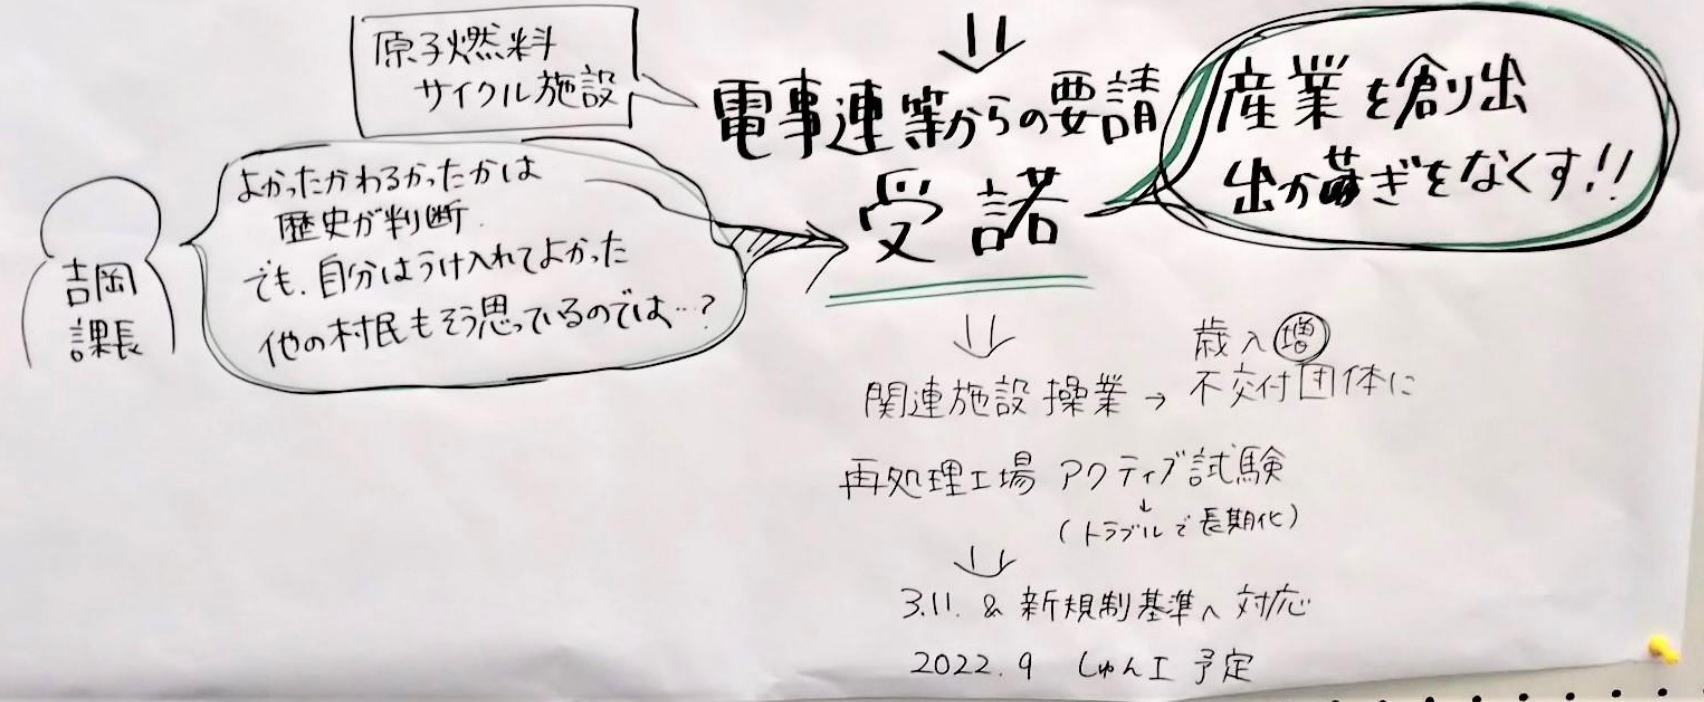 原子燃料
サイクル施設
電事連等からの要請
受諾
産業を創り出
出かせぎをなくす!!
吉岡
課長
よかったかわるかったかは
歴史が判断.
でも、自分はうけ入れてよかった
他の村民もそう思っているのでは…?
関連施設操業→
歳入増
不交付団体に
再処理工場 アクティブ試験
↓
(トラブルで長期化)
3.11. & 新規制基準へ対応
2022.9 しゅん工予定